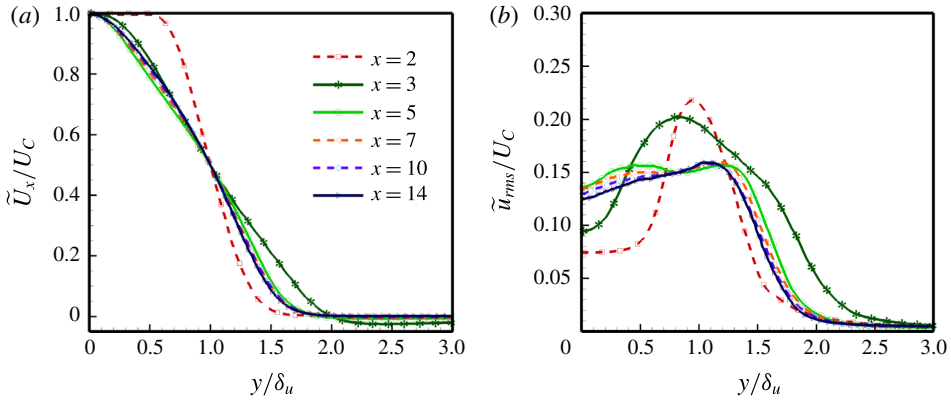 (a)
1.0
0.8
0.6
0.4
0.2
0
Ũₓ/U_C
x = 2
x = 3
x = 5
x = 7
x = 10
x = 14
0 0.5 1.0 1.5 2.0 2.5 3.0
y/δᵤ
(b)
0.30
0.25
0.20
0.15
0.10
0.05
ũ_rms/U_C
0 0.5 1.0 1.5 2.0 2.5 3.0
y/δᵤ